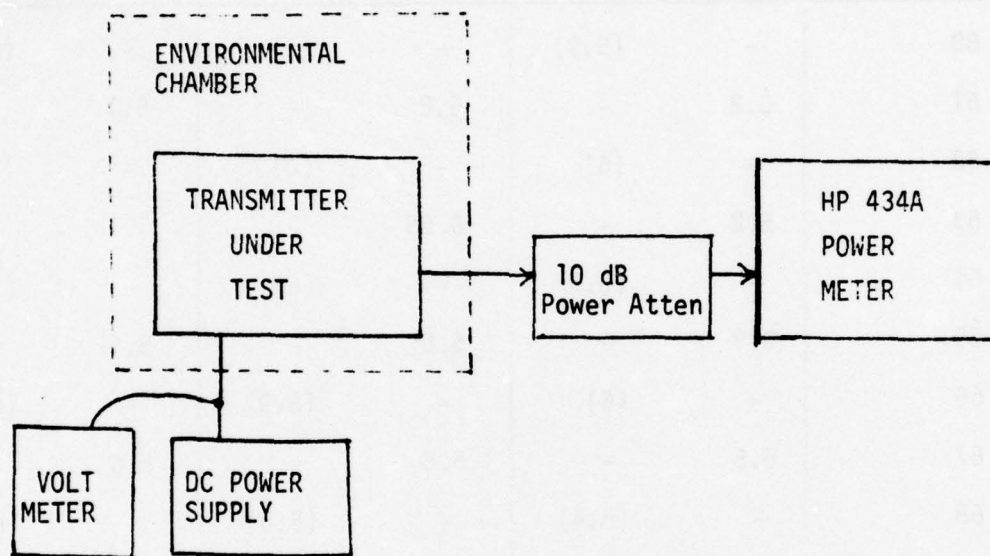 ENVIRONMENTAL
CHAMBER
TRANSMITTER
UNDER
TEST
10 dB
Power Atten
HP 434A
POWER
METER
VOLT
METER
DC POWER
SUPPLY